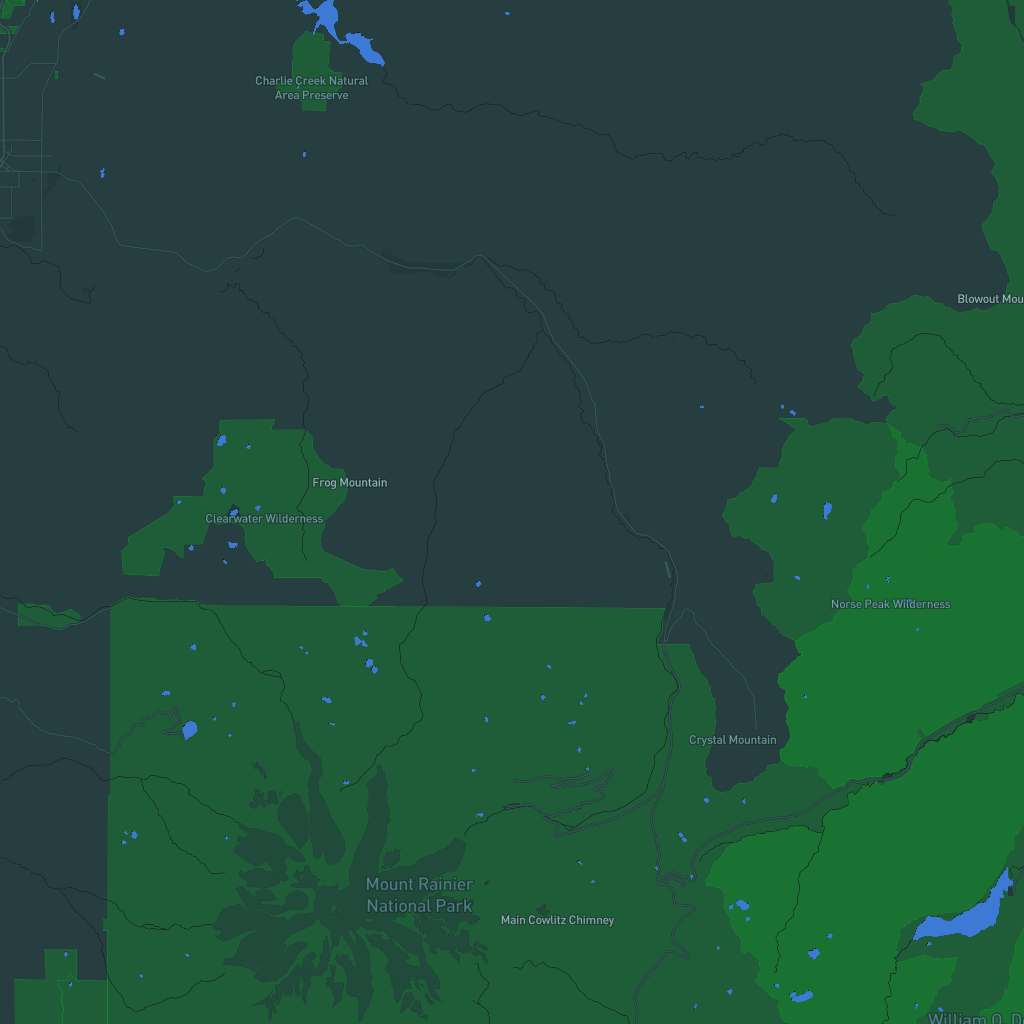 Charlie Creek Natural
Area Preserve
Blowout Mou
Frog Mountain
Clearwater Wilderness
Norse Peak Wilderness
Crystal Mountain
Mount Rainier
National Park
Main Cowlitz Chimney
William O. D